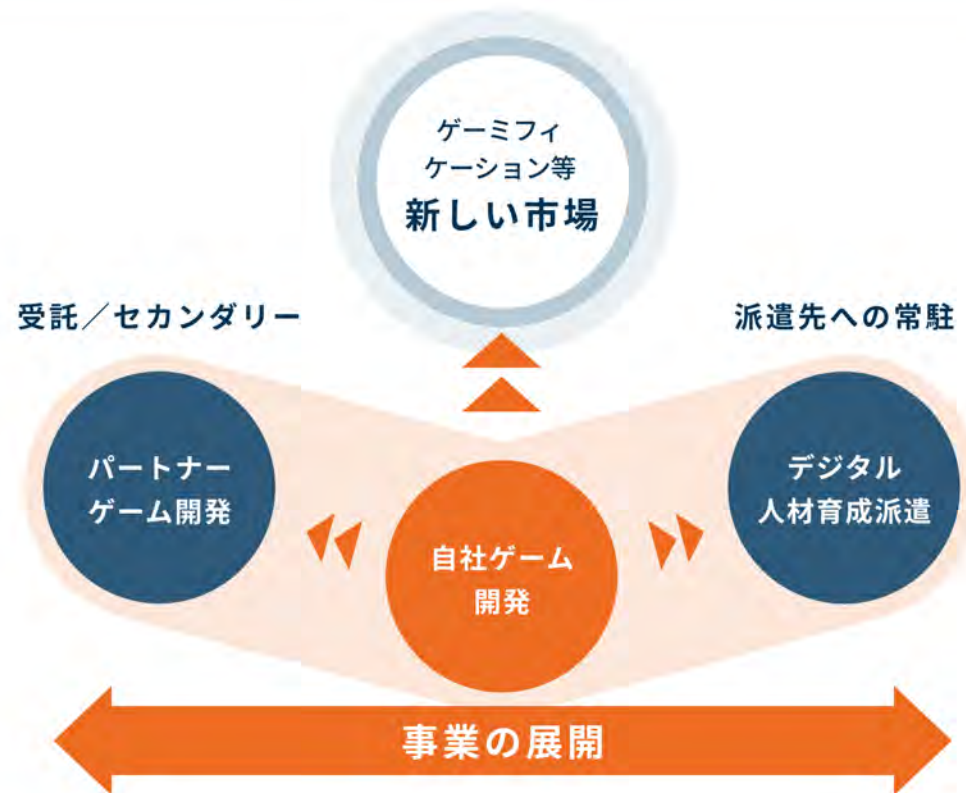 ゲーミフィ
ケーション等
新しい市場
受託／セカンダリー
派遣先への常駐
パートナー
ゲーム開発
自社ゲーム
開発
デジタル
人材育成派遣
事業の展開